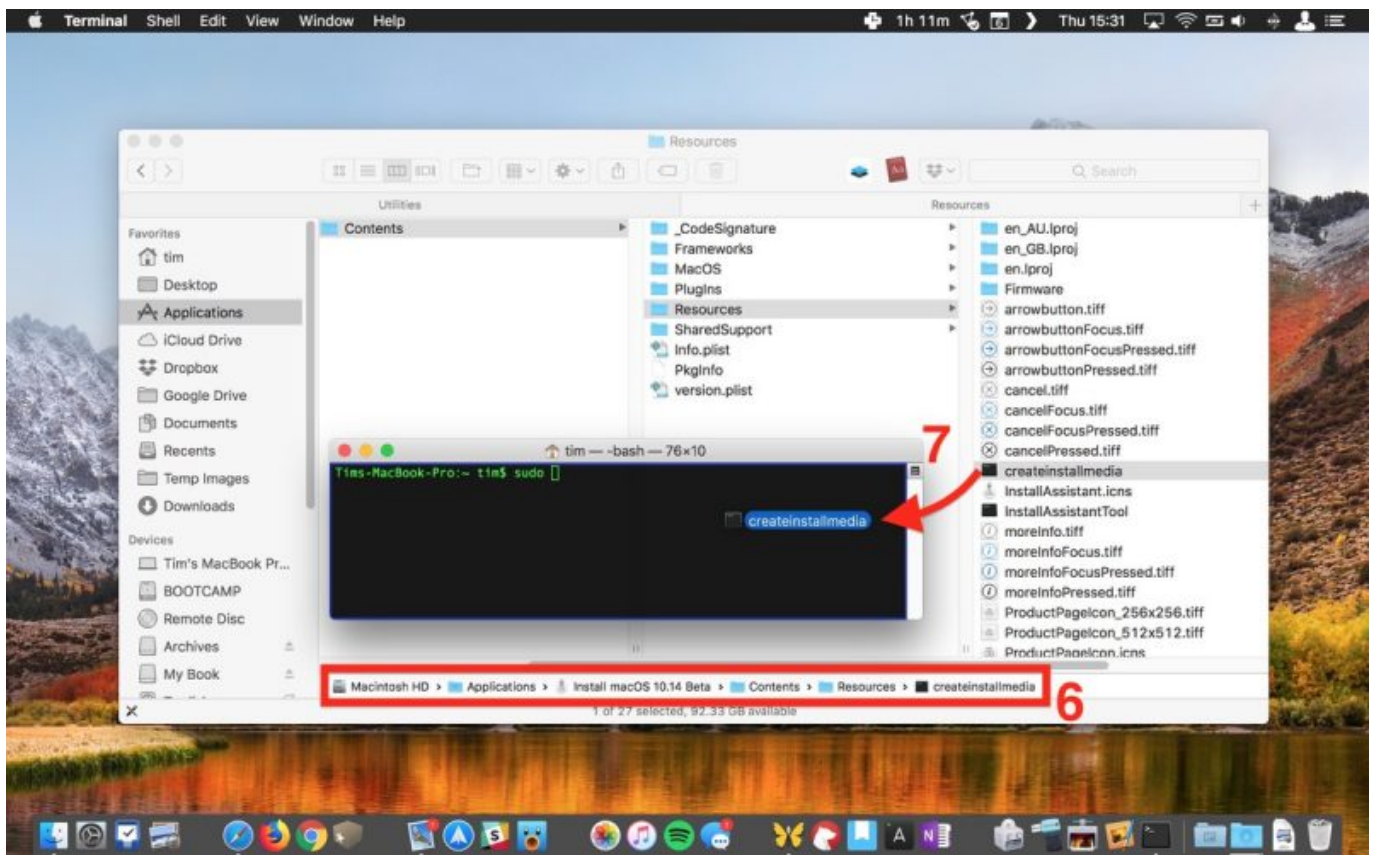 Terminal Shell Edit View Window Help 1h 11m 6 Thu 15:31
Resources
Search
Utilities Resources
Favorites
tim
Desktop
Applications
iCloud Drive
Dropbox
Google Drive
Documents
Recents
Temp Images
Downloads
Devices
Tim's MacBook Pr...
BOOTCAMP
Remote Disc
Archives
My Book
Contents
_CodeSignature
Frameworks
MacOS
PlugIns
Resources
SharedSupport
Info.plist
PkgInfo
version.plist
en_AU.lproj
en_GB.lproj
en.lproj
Firmware
arrowbutton.tiff
arrowbuttonFocus.tiff
arrowbuttonFocusPressed.tiff
arrowbuttonPressed.tiff
cancel.tiff
cancelFocus.tiff
cancelFocusPressed.tiff
cancelPressed.tiff
createinstallmedia
InstallAssistant.icns
InstallAssistantTool
moreInfo.tiff
moreInfoFocus.tiff
moreInfoFocusPressed.tiff
moreInfoPressed.tiff
ProductPageIcon_256x256.tiff
ProductPageIcon_512x512.tiff
ProductPageIcon.icns
7
tim — -bash — 76×10
Tims-MacBook-Pro:~ tim$ sudo
createinstallmedia
Macintosh HD › Applications › Install macOS 10.14 Beta › Contents › Resources › createinstallmedia
6
1 of 27 selected, 92.33 GB available